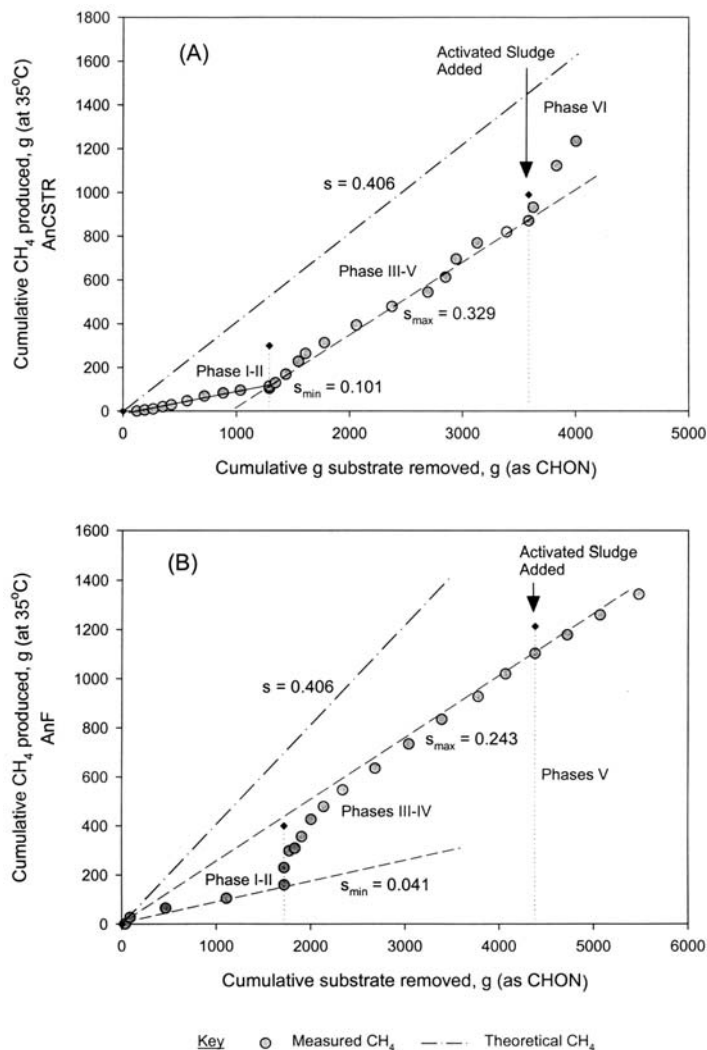 (A)
Activated Sludge
Added
Phase VI
s = 0.406
Phase III-V
s_max = 0.329
Phase I-II
s_min = 0.101
1800
1600
1400
1200
1000
800
600
400
200
0
Cumulative CH₄ produced, g (at 35°C)
AnCSTR
0 1000 2000 3000 4000 5000
Cumulative g substrate removed, g (as CHON)
(B)
Activated Sludge
Added
s = 0.406
s_max = 0.243
Phases V
Phases III-IV
Phase I-II
s_min = 0.041
1600
1400
1200
1000
800
600
400
200
0
Cumulative CH₄ produced, g (at 35°C)
AnF
0 1000 2000 3000 4000 5000 6000
Cumulative substrate removed, g (as CHON)
Key Measured CH₄ Theoretical CH₄